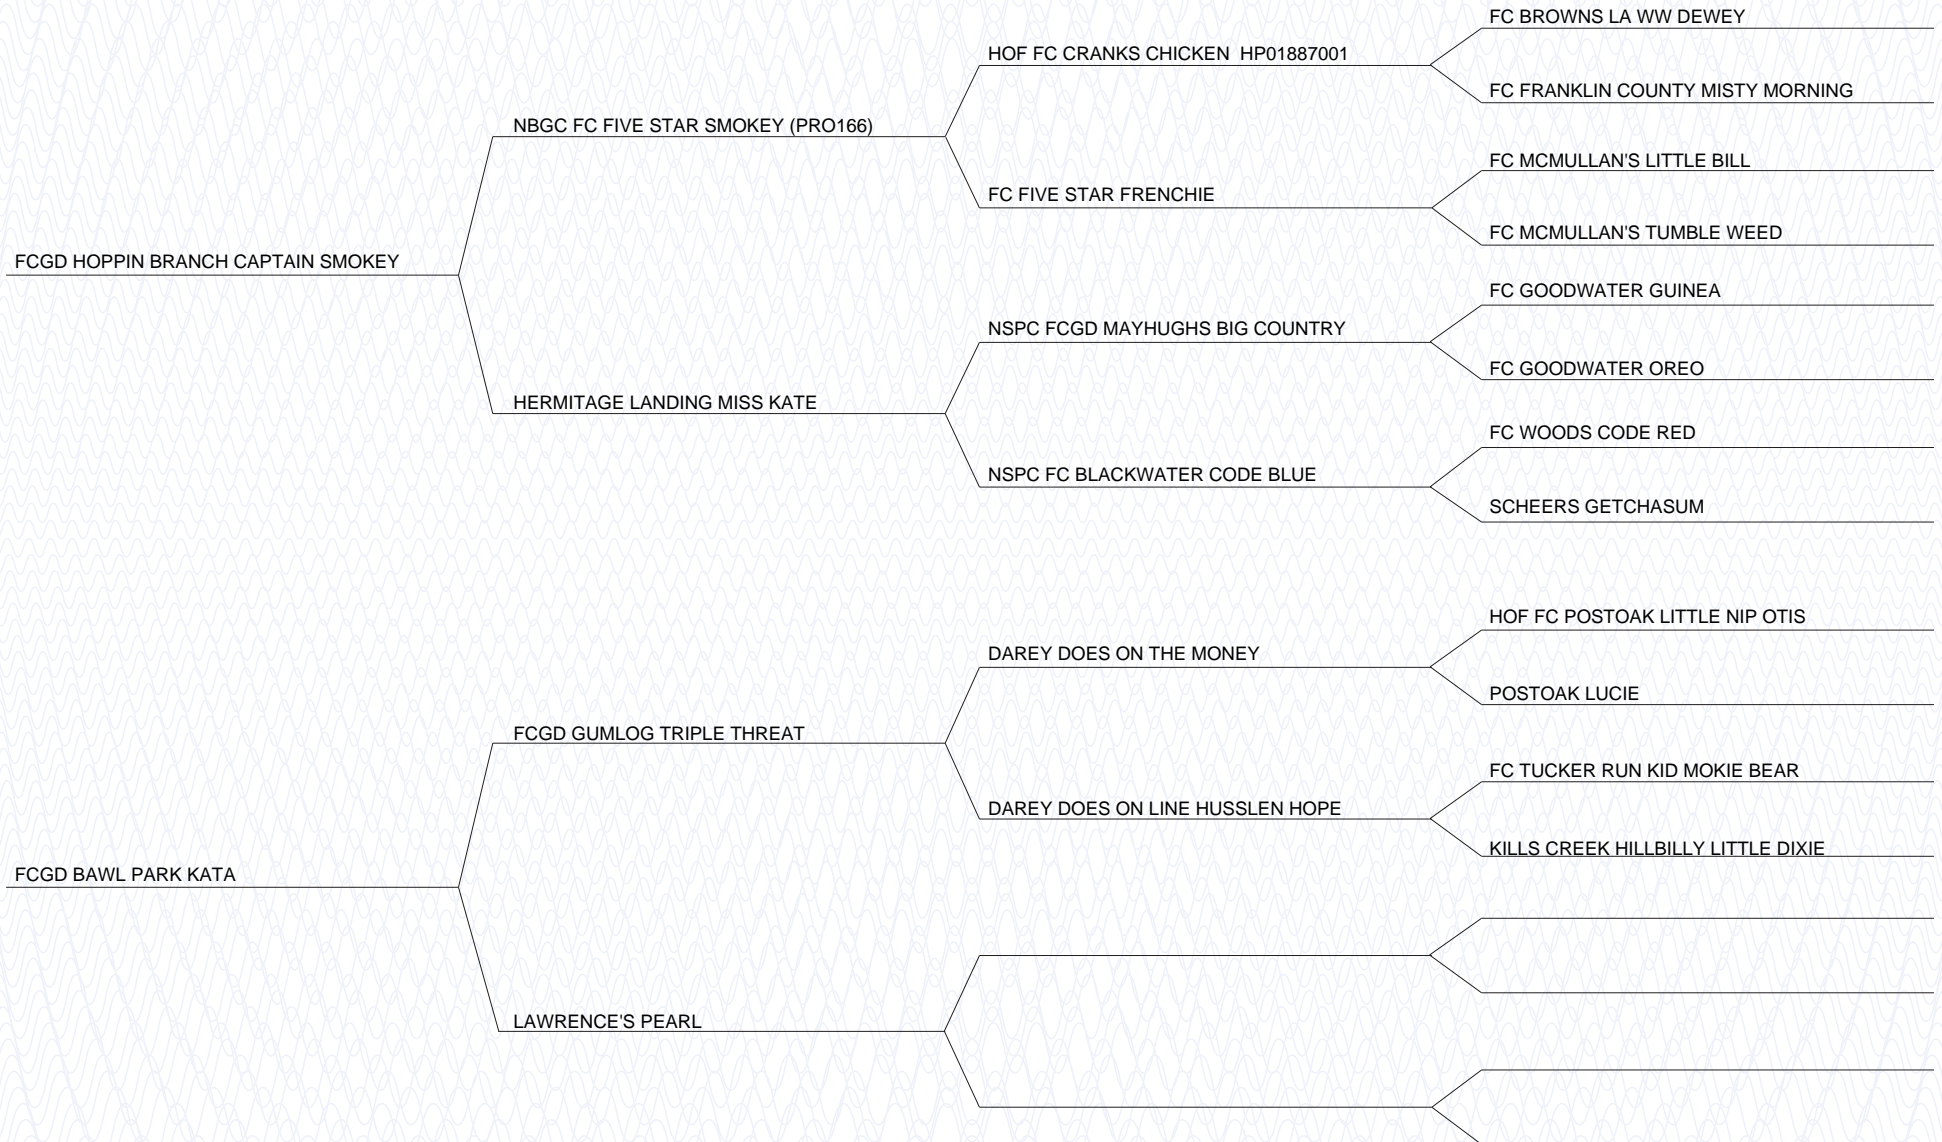 FC BROWNS LA WW DEWEY
HOF FC CRANKS CHICKEN  HP01887001
FC FRANKLIN COUNTY MISTY MORNING
NBGC FC FIVE STAR SMOKEY (PRO166)
FC MCMULLAN'S LITTLE BILL
FC FIVE STAR FRENCHIE
FC MCMULLAN'S TUMBLE WEED
FCGD HOPPIN BRANCH CAPTAIN SMOKEY
FC GOODWATER GUINEA
NSPC FCGD MAYHUGHS BIG COUNTRY
FC GOODWATER OREO
HERMITAGE LANDING MISS KATE
FC WOODS CODE RED
NSPC FC BLACKWATER CODE BLUE
SCHEERS GETCHASUM
HOF FC POSTOAK LITTLE NIP OTIS
DAREY DOES ON THE MONEY
POSTOAK LUCIE
FCGD GUMLOG TRIPLE THREAT
FC TUCKER RUN KID MOKIE BEAR
DAREY DOES ON LINE HUSSLEN HOPE
KILLS CREEK HILLBILLY LITTLE DIXIE
FCGD BAWL PARK KATA
LAWRENCE'S PEARL